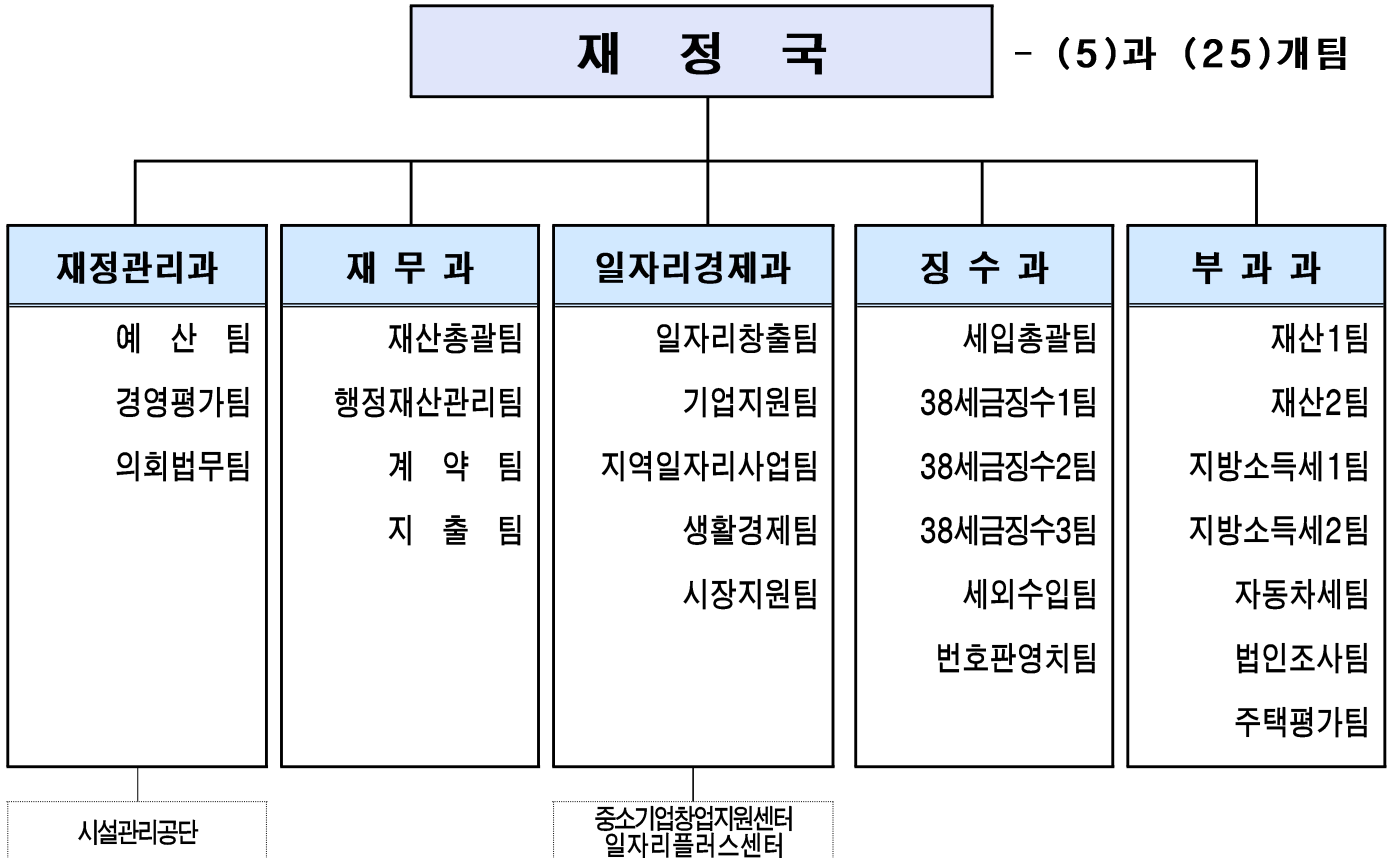 재 정 국
- (5)과 (25)개팀
재정관리과
예 산 팀
경영평가팀
의회법무팀
시설관리공단
재 무 과
재산총괄팀
행정재산관리팀
계 약 팀
지 출 팀
일자리경제과
일자리창출팀
기업지원팀
지역일자리사업팀
생활경제팀
시장지원팀
중소기업창업지원센터
일자리플러스센터
징 수 과
세입총괄팀
38세금징수1팀
38세금징수2팀
38세금징수3팀
세외수입팀
번호판영치팀
부 과 과
재산1팀
재산2팀
지방소득세1팀
지방소득세2팀
자동차세팀
법인조사팀
주택평가팀